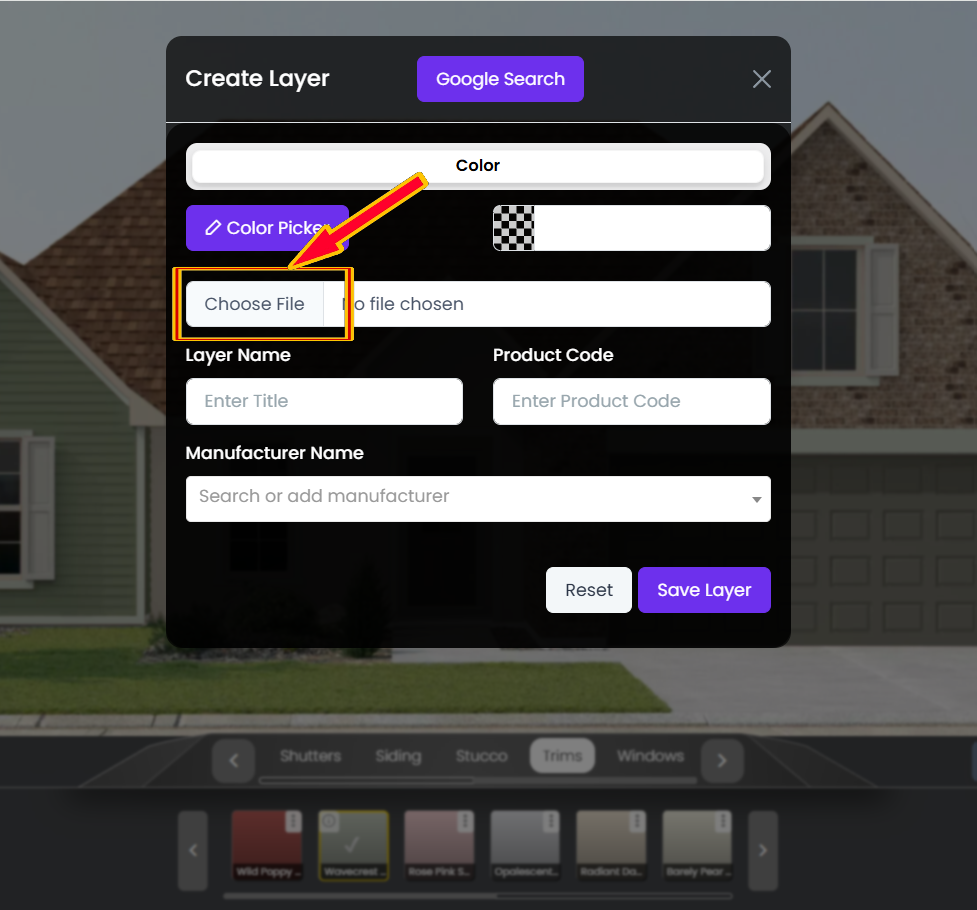 Create Layer
Google Search
Color
Color Picker
Choose File
No file chosen
Layer Name
Product Code
Enter Title
Enter Product Code
Manufacturer Name
Search or add manufacturer
Reset
Save Layer
Shutters
Siding
Stucco
Trims
Windows
Wild Poppy ...
Wavecrest ...
Rose Pink S...
Opalescent...
Radiant Da...
Barely Pear ...